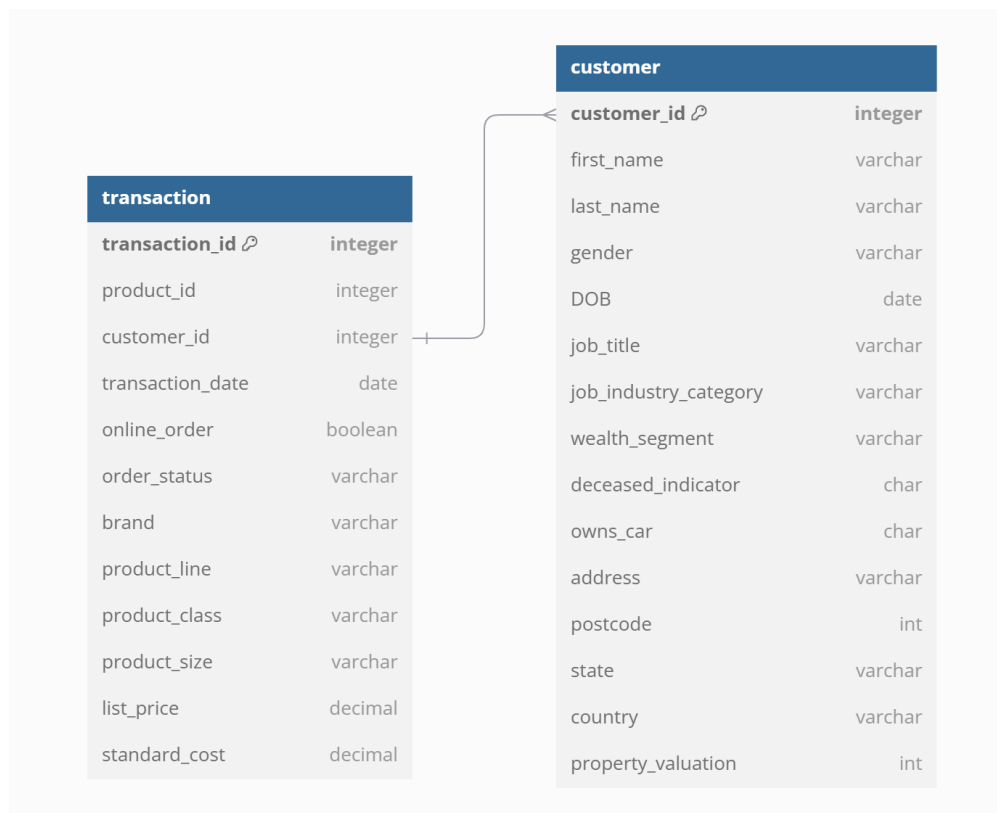 transaction
transaction_id integer
product_id integer
customer_id integer
transaction_date date
online_order boolean
order_status varchar
brand varchar
product_line varchar
product_class varchar
product_size varchar
list_price decimal
standard_cost decimal
customer
customer_id integer
first_name varchar
last_name varchar
gender varchar
DOB date
job_title varchar
job_industry_category varchar
wealth_segment varchar
deceased_indicator char
owns_car char
address varchar
postcode int
state varchar
country varchar
property_valuation int